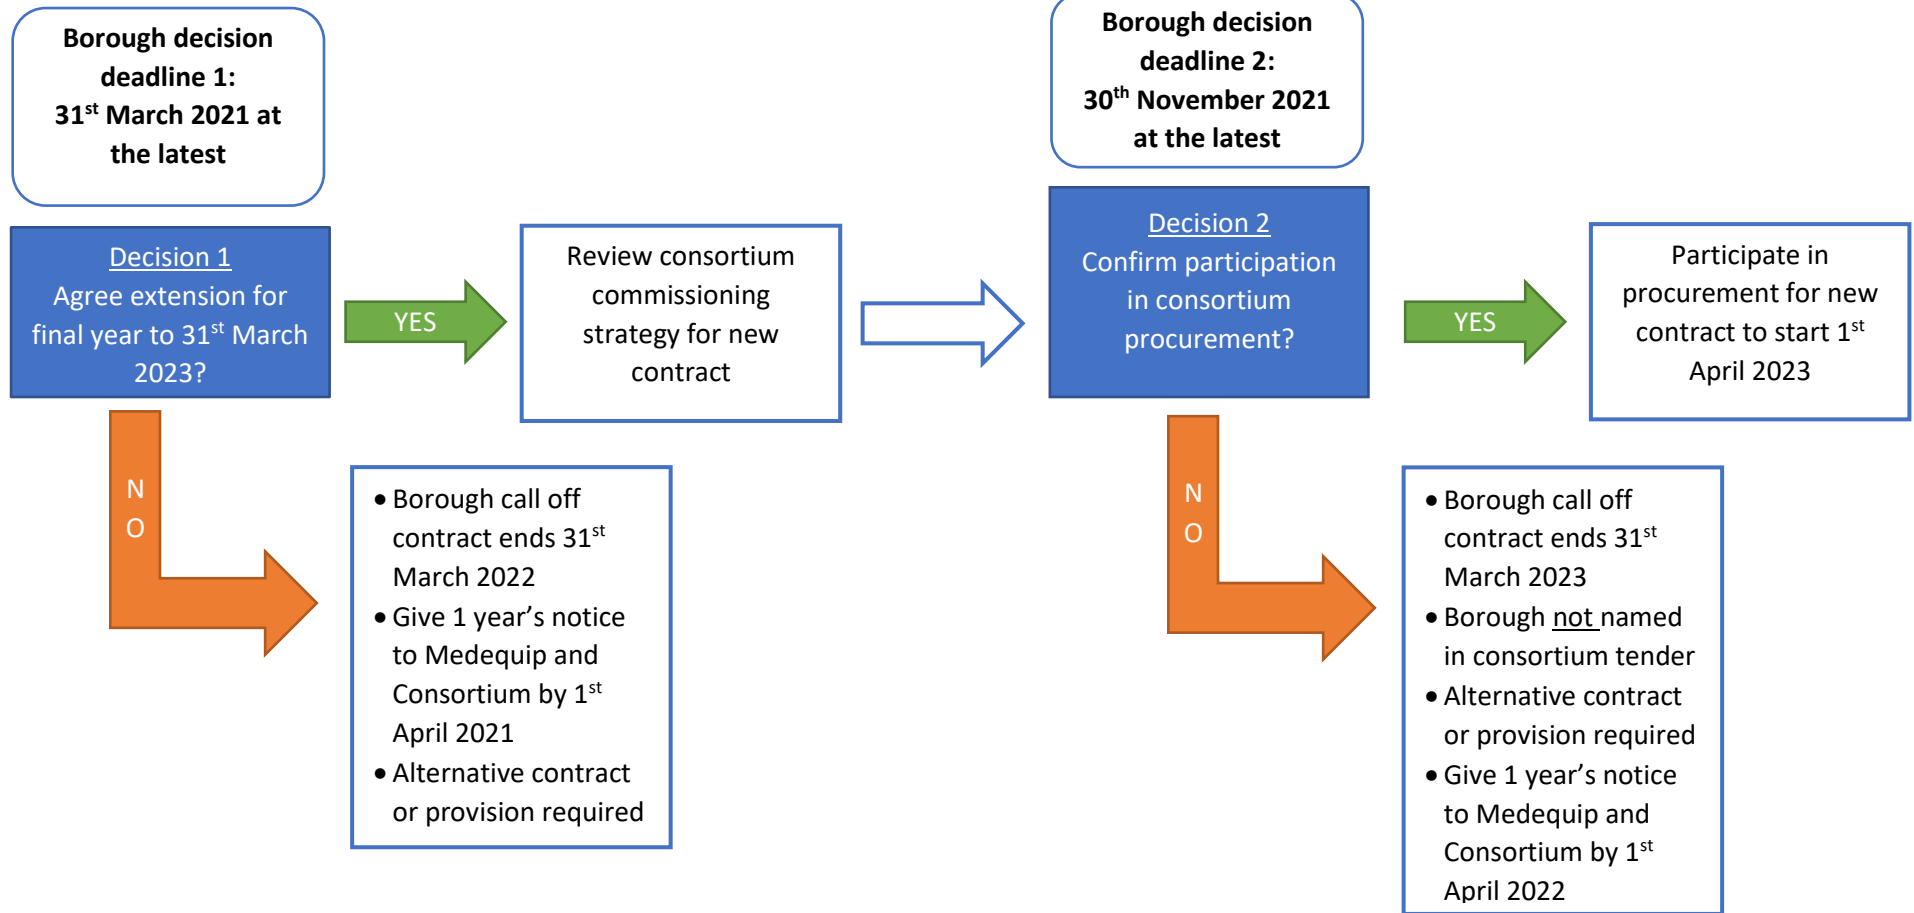 Borough decision
deadline 1:
31st March 2021 at
the latest
Decision 1
Agree extension for
final year to 31st March
2023?
YES
Review consortium
commissioning
strategy for new
contract
N
O
• Borough call off
contract ends 31st
March 2022
• Give 1 year’s notice
to Medequip and
Consortium by 1st
April 2021
• Alternative contract
or provision required
Borough decision
deadline 2:
30th November 2021
at the latest
Decision 2
Confirm participation
in consortium
procurement?
YES
Participate in
procurement for new
contract to start 1st
April 2023
N
O
• Borough call off
contract ends 31st
March 2023
• Borough not named
in consortium tender
• Alternative contract
or provision required
• Give 1 year’s notice
to Medequip and
Consortium by 1st
April 2022